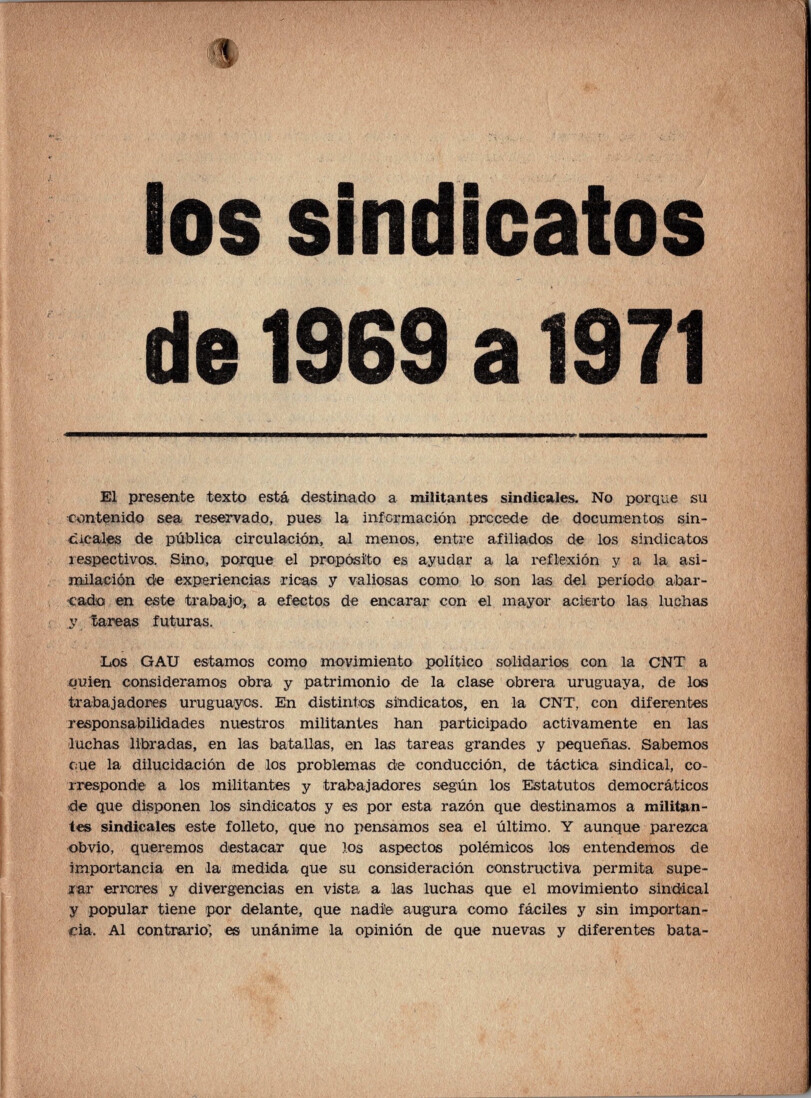 los sindicatos
de 1969 a 1971
El presente texto está destinado a militantes sindicales. No porque su
contenido sea reservado, pues la información precede de documentos sin-
dicales de pública circulación, al menos, entre afiliados de los sindicatos
respectivos. Sino, porque el propósito es ayudar a la reflexión y a la asi-
milación de experiencias ricas y valiosas como lo son las del período abar-
cado en este trabajo, a efectos de encarar con el mayor acierto las luchas
y tareas futuras.
Los GAU estamos como movimiento político solidarios con la CNT a
quien consideramos obra y patrimonio de la clase obrera uruguaya, de los
trabajadores uruguayos. En distintos sindicatos, en la CNT, con diferentes
responsabilidades nuestros militantes han participado activamente en las
luchas libradas, en las batallas, en las tareas grandes y pequeñas. Sabemos
que la dilucidación de los problemas de conducción, de táctica sindical, co-
rresponde a los militantes y trabajadores según los Estatutos democráticos
de que disponen los sindicatos y es por esta razón que destinamos a militan-
tes sindicales este folleto, que no pensamos sea el último. Y aunque parezca
obvio, queremos destacar que los aspectos polémicos los entendemos de
importancia en la medida que su consideración constructiva permita supe-
rar errores y divergencias en vista a las luchas que el movimiento sindical
y popular tiene por delante, que nadie augura como fáciles y sin importan-
cia. Al contrario, es unánime la opinión de que nuevas y diferentes bata-